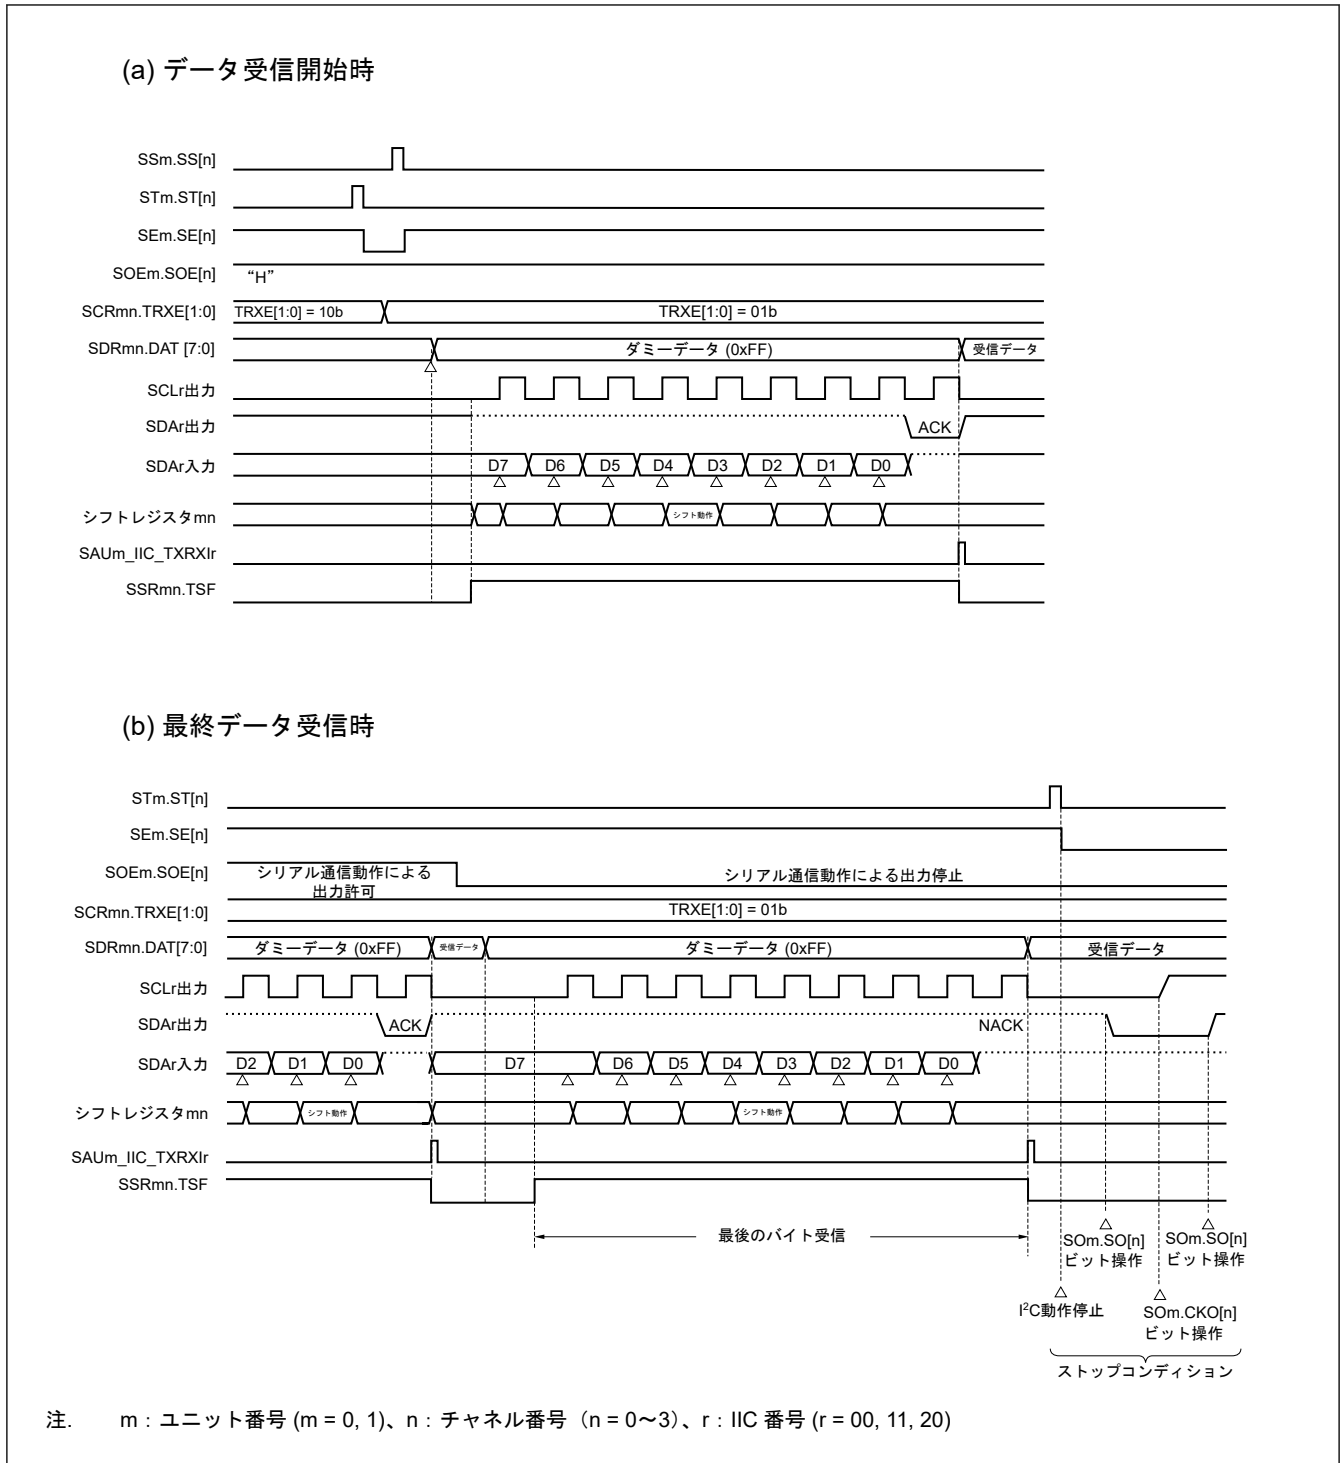 (a) データ受信開始時
SSm.SS[n]
STm.ST[n]
SEm.SE[n]
SOEm.SOE[n] “H”
SCRmn.TRXE[1:0] TRXE[1:0] = 10b TRXE[1:0] = 01b
SDRmn.DAT [7:0] ダミーデータ (0xFF) 受信データ
SCLr出力
SDAr出力 ACK
SDAr入力 D7 D6 D5 D4 D3 D2 D1 D0
シフトレジスタmn シフト動作
SAUm_IIC_TXRXIr
SSRmn.TSF
(b) 最終データ受信時
STm.ST[n]
SEm.SE[n]
SOEm.SOE[n] シリアル通信動作による出力許可 シリアル通信動作による出力停止
SCRmn.TRXE[1:0] TRXE[1:0] = 01b
SDRmn.DAT[7:0] ダミーデータ (0xFF) 受信データ ダミーデータ (0xFF) 受信データ
SCLr出力
SDAr出力 ACK NACK
SDAr入力 D2 D1 D0 D7 D6 D5 D4 D3 D2 D1 D0
シフトレジスタmn シフト動作 シフト動作
SAUm_IIC_TXRXIr
SSRmn.TSF
最後のバイト受信
SOm.SO[n] SOm.SO[n]
ビット操作 ビット操作
I²C動作停止 SOm.CKO[n]
ビット操作
ストップコンディション
注. m：ユニット番号 (m = 0, 1)、n：チャネル番号（n = 0～3）、r：IIC 番号 (r = 00, 11, 20)